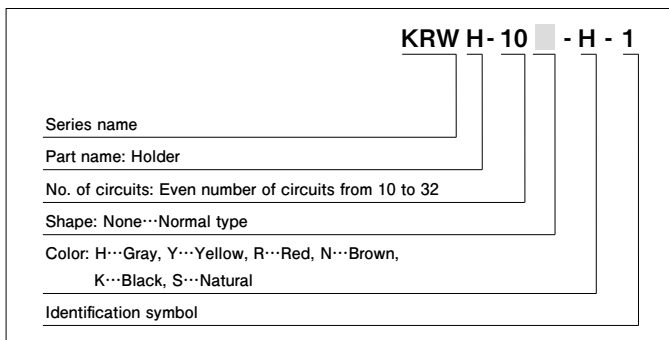 KRW H - 10 - H - 1
Series name
Part name: Holder
No. of circuits: Even number of circuits from 10 to 32
Shape: None⋯Normal type
Color: H⋯Gray, Y⋯Yellow, R⋯Red, N⋯Brown,
K⋯Black, S⋯Natural
Identification symbol